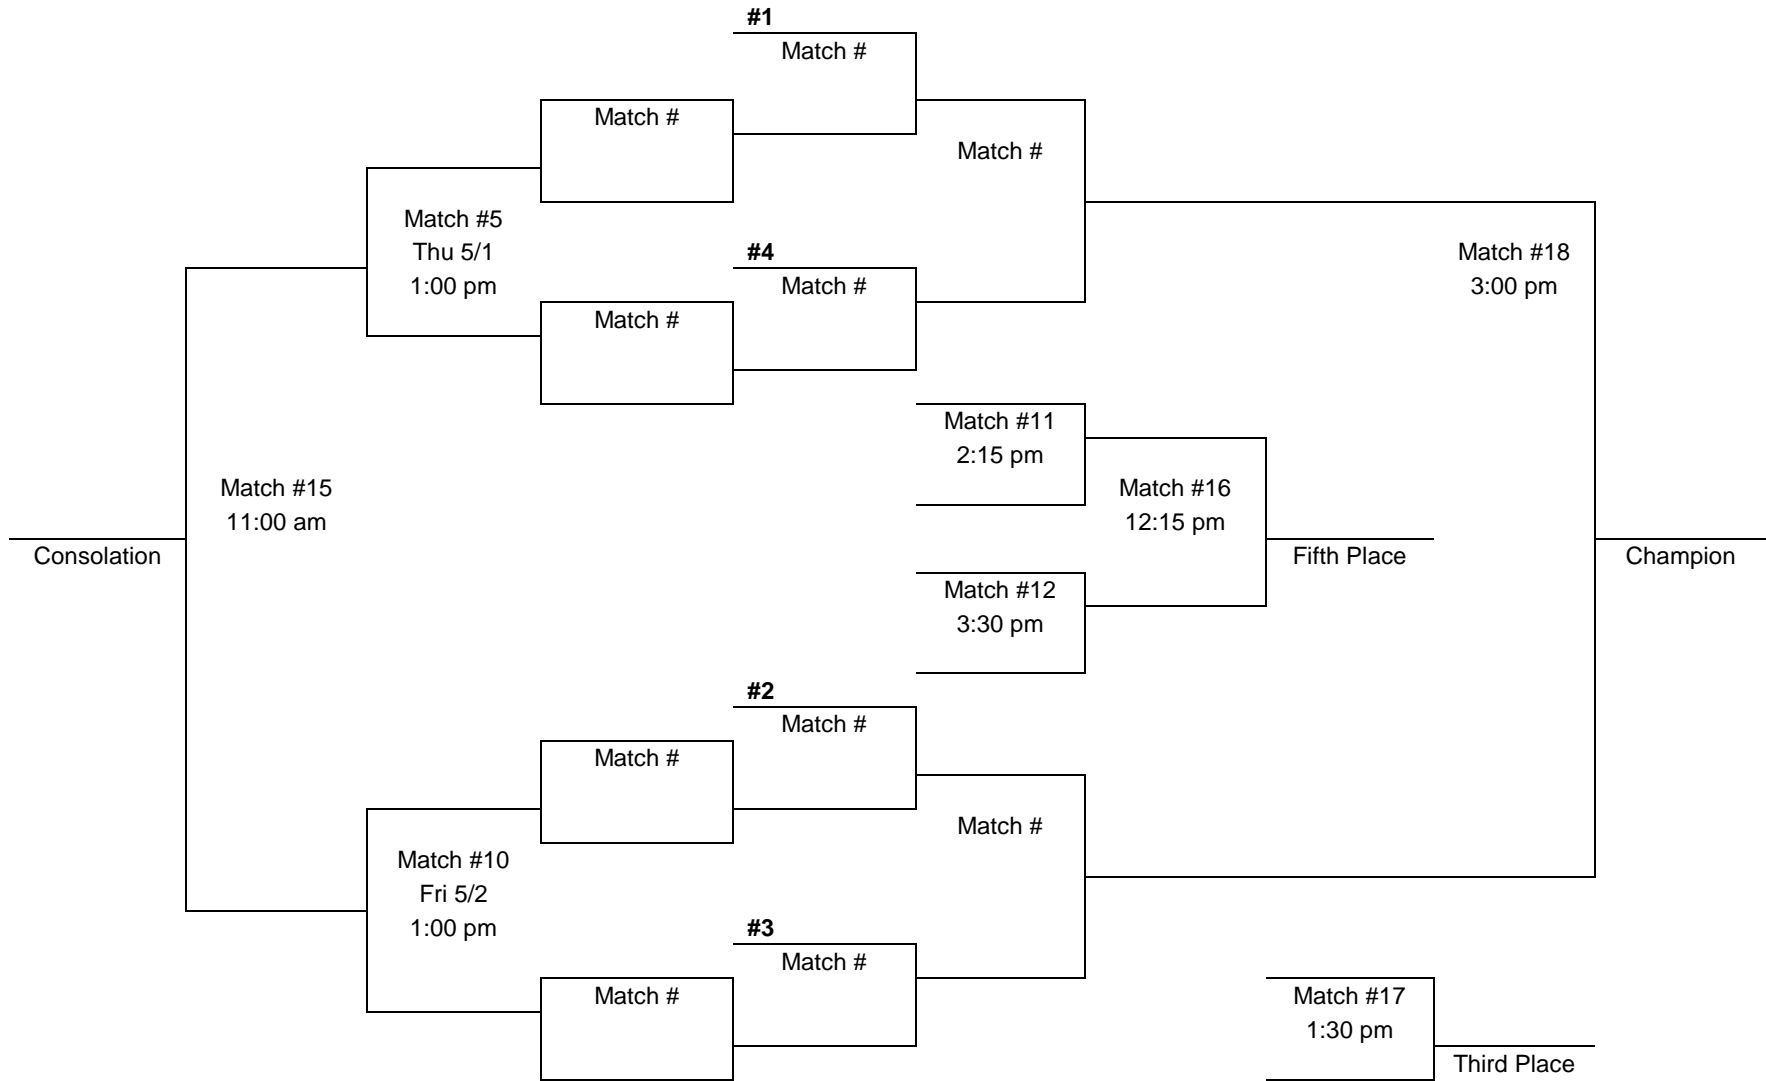 #1
Match #
Match #
Match #
Match #5
Thu 5/1
1:00 pm
#4
Match #
Match #
Match #18
3:00 pm
Match #11
2:15 pm
Match #15
11:00 am
Match #16
12:15 pm
Consolation
Fifth Place
Champion
Match #12
3:30 pm
#2
Match #
Match #
Match #
Match #10
Fri 5/2
1:00 pm
#3
Match #
Match #
Match #17
1:30 pm
Third Place